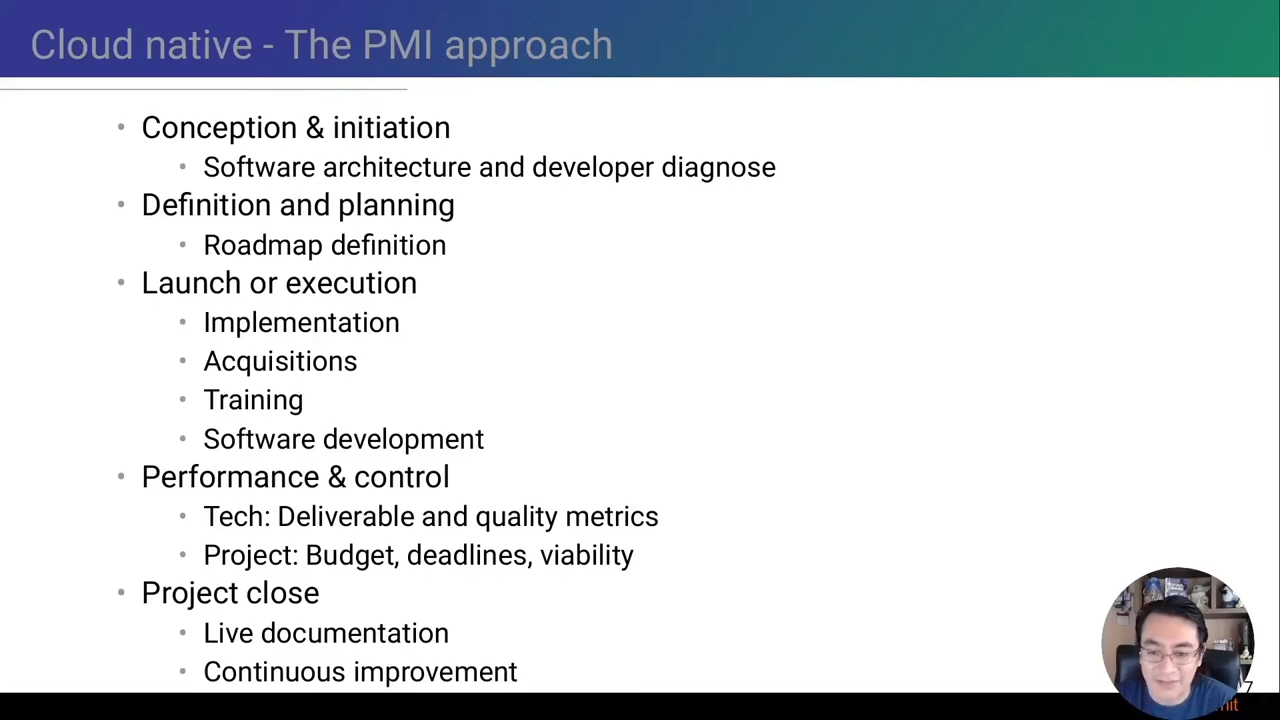 Cloud native - The PMI approach
• Conception & initiation
• Software architecture and developer diagnose
• Definition and planning
• Roadmap definition
• Launch or execution
• Implementation
• Acquisitions
• Training
• Software development
• Performance & control
• Tech: Deliverable and quality metrics
• Project: Budget, deadlines, viability
• Project close
• Live documentation
• Continuous improvement
7